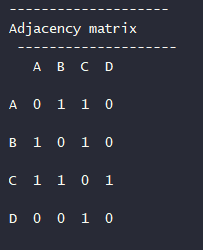 --------------------
Adjacency matrix
--------------------
A B C D
A 0 1 1 0
B 1 0 1 0
C 1 1 0 1
D 0 0 1 0